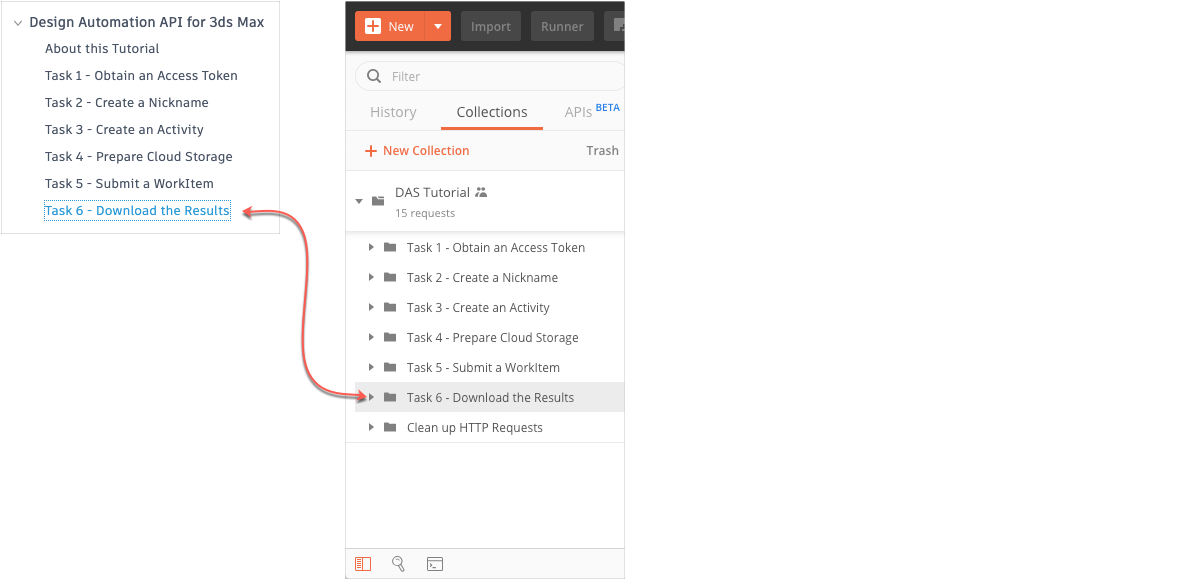 Design Automation API for 3ds Max
About this Tutorial
Task 1 - Obtain an Access Token
Task 2 - Create a Nickname
Task 3 - Create an Activity
Task 4 - Prepare Cloud Storage
Task 5 - Submit a WorkItem
Task 6 - Download the Results
New
Import
Runner
Filter
History
Collections
APIs BETA
New Collection
Trash
DAS Tutorial
15 requests
Task 1 - Obtain an Access Token
Task 2 - Create a Nickname
Task 3 - Create an Activity
Task 4 - Prepare Cloud Storage
Task 5 - Submit a WorkItem
Task 6 - Download the Results
Clean up HTTP Requests